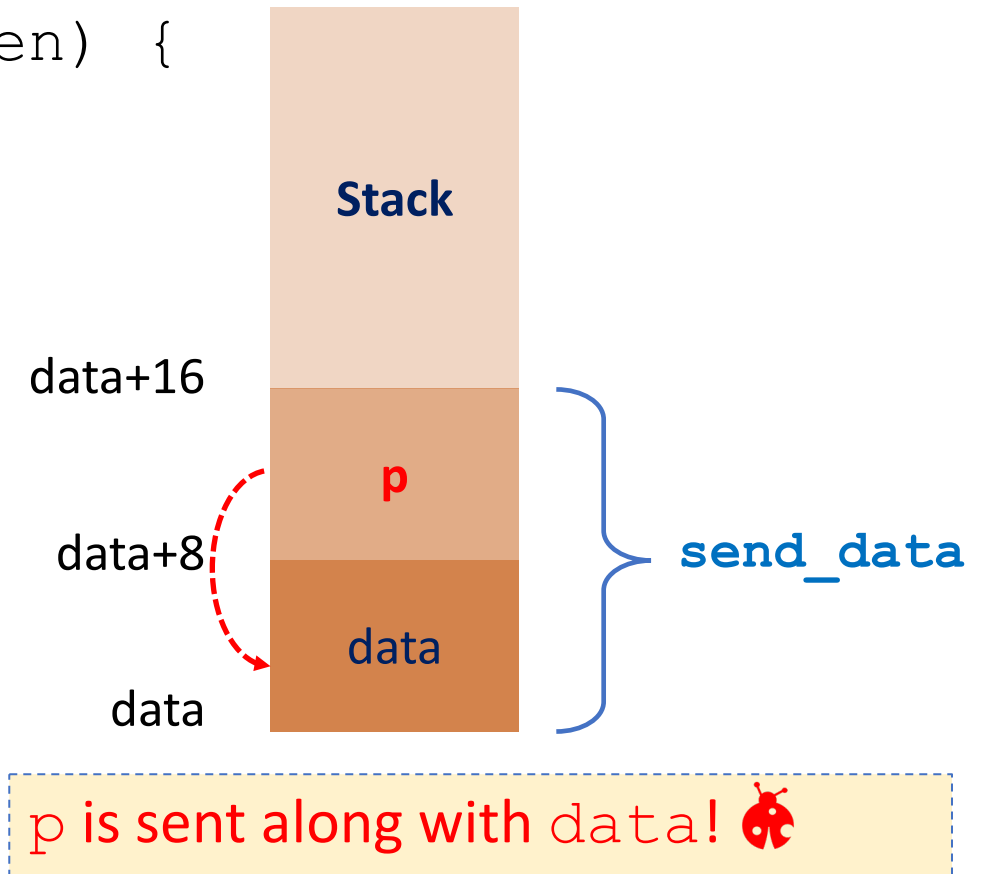 en) {
Stack
data+16
p
data+8
send_data
data
data
p is sent along with data!